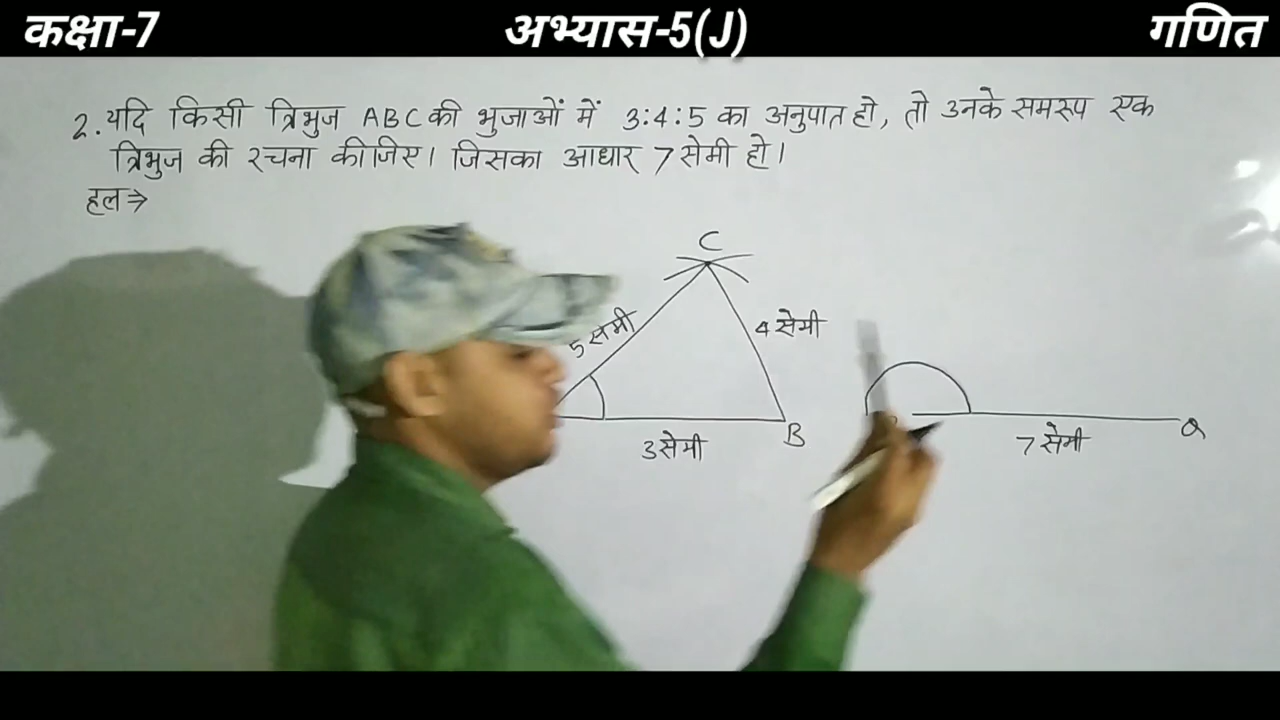 कक्षा-7 अभ्यास-5(J) गणित
2. यदि किसी त्रिभुज ABC की भुजाओं में 3:4:5 का अनुपात हो, तो उनके समरूप एक
त्रिभुज की रचना कीजिए। जिसका आधार 7 सेमी हो।
हल⇒
C
5 सेमी
4 सेमी
B
3 सेमी
7 सेमी
Q